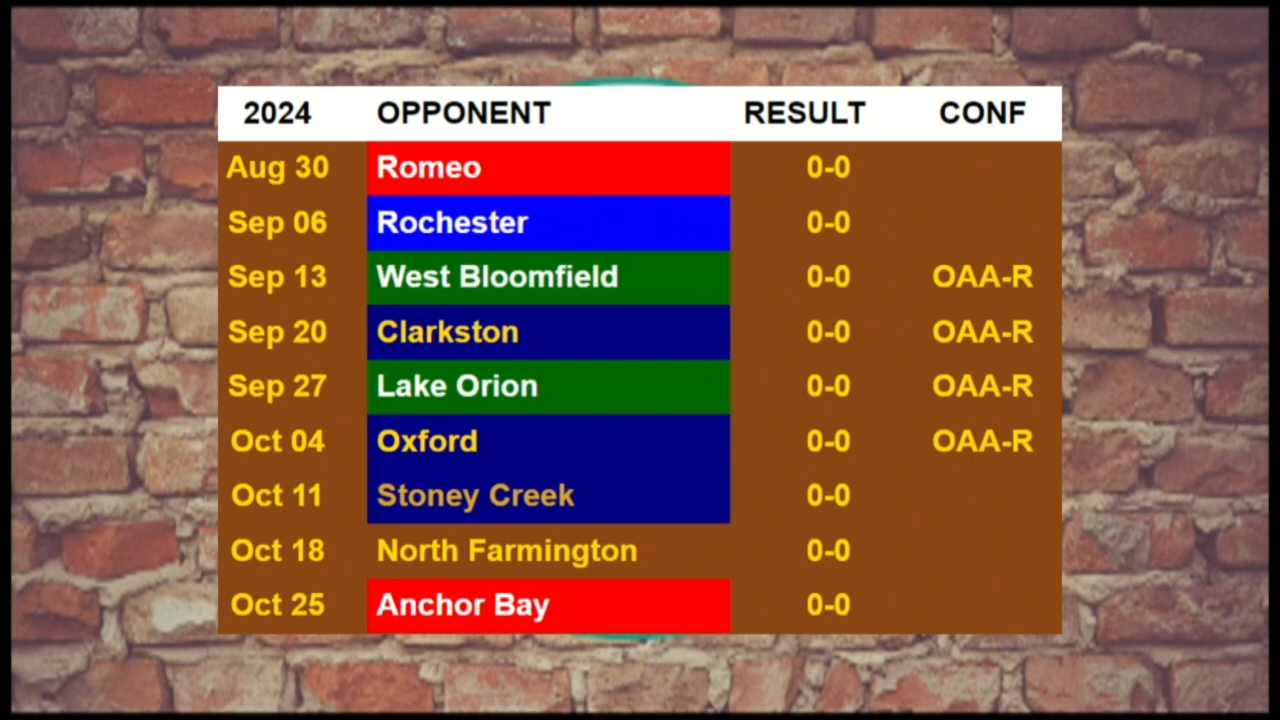 2024 OPPONENT RESULT CONF
Aug 30 Romeo 0-0
Sep 06 Rochester 0-0
Sep 13 West Bloomfield 0-0 OAA-R
Sep 20 Clarkston 0-0 OAA-R
Sep 27 Lake Orion 0-0 OAA-R
Oct 04 Oxford 0-0 OAA-R
Oct 11 Stoney Creek 0-0
Oct 18 North Farmington 0-0
Oct 25 Anchor Bay 0-0